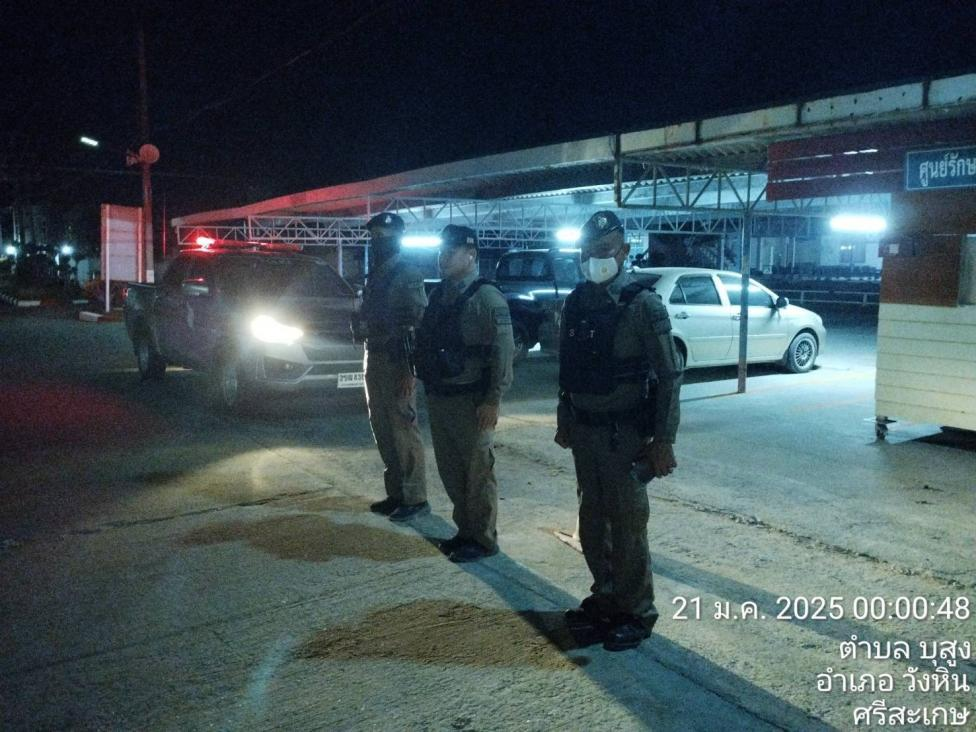 ศูนย์รักษ
21 ม.ค. 2025 00:00:48
ตำบล บุสูง
อำเภอ วังหิน
ศรีสะเกษ